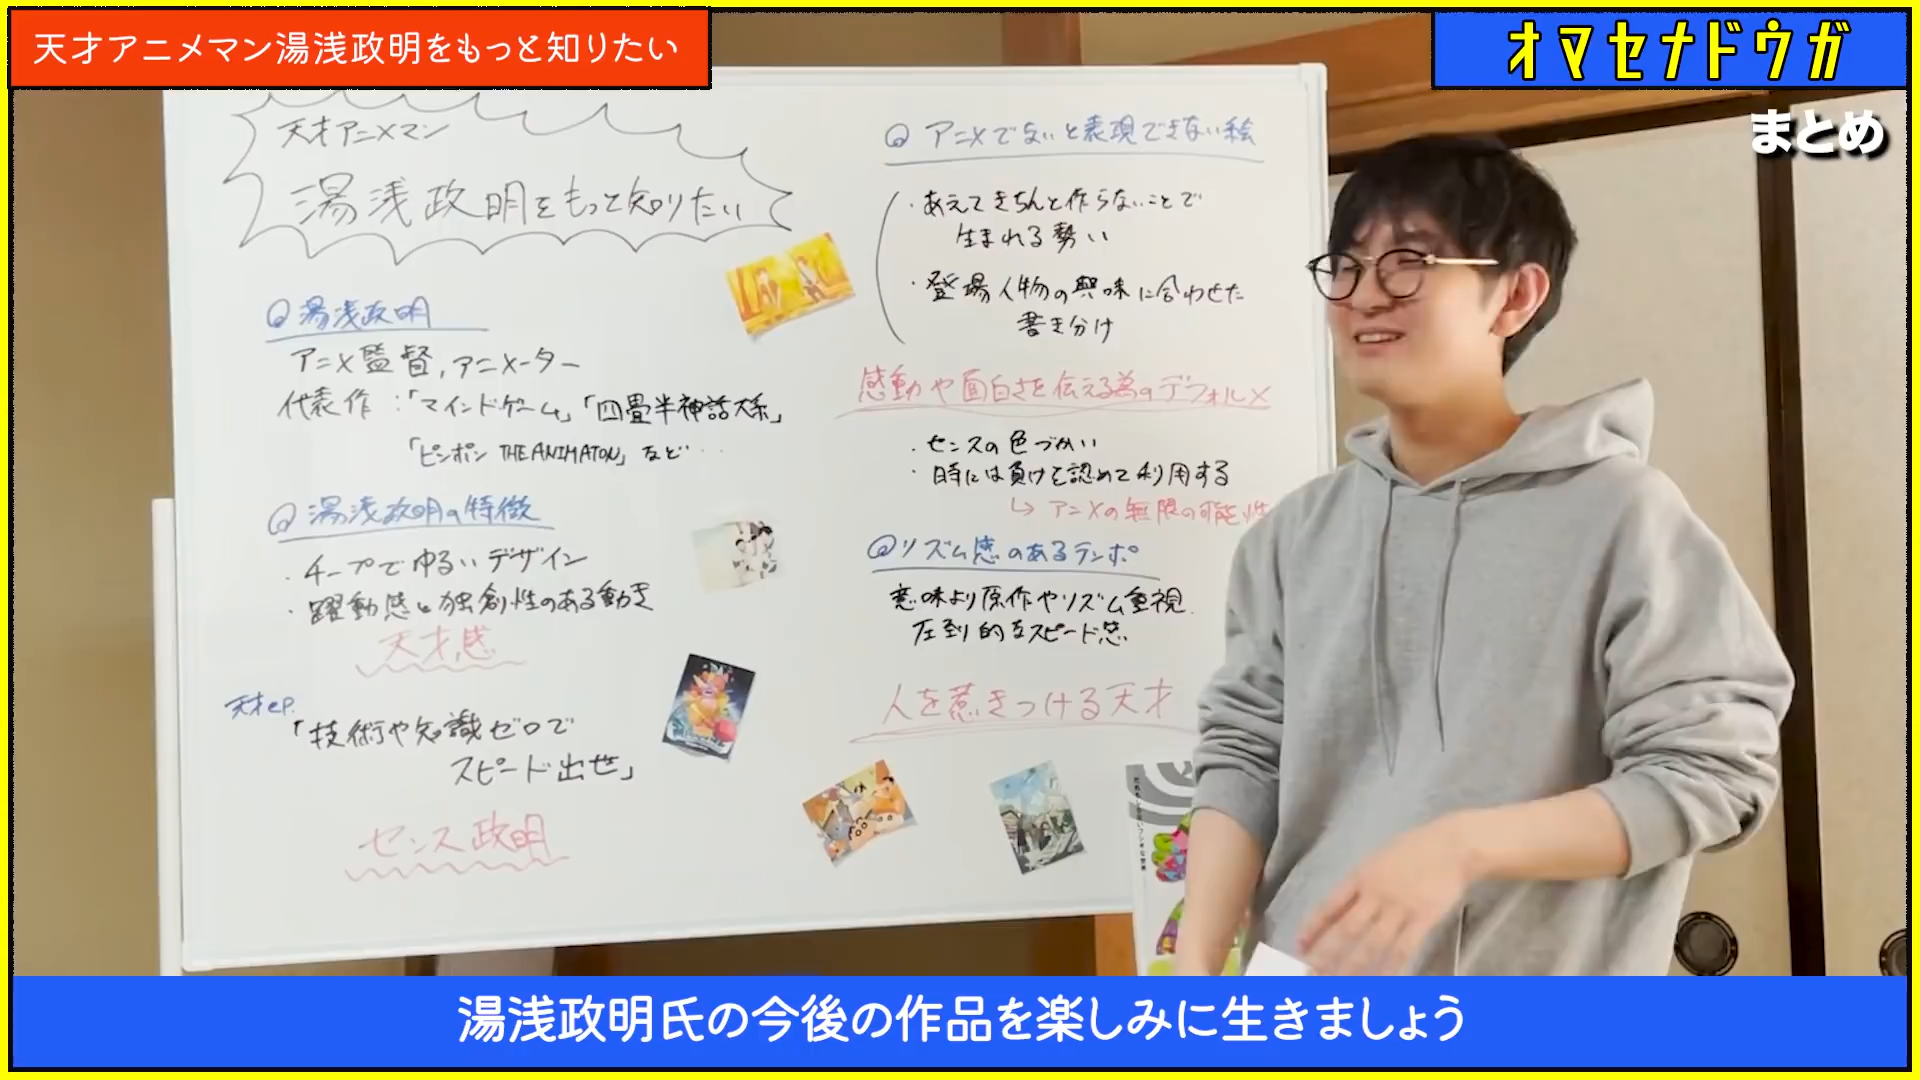 天才アニメマン湯浅政明をもっと知りたい
オマセナドウガ
まとめ
天才アニメマン
湯浅政明をもっと知りたい
湯浅政明
アニメ監督,アニメーター
代表作:「マインドゲーム」「四畳半神話大系」
「ピンポン THE ANIMATON」など…
湯浅政明の特徴
・チープでゆるいデザイン
・躍動感と独創性のある動き
天才感
天才eP.
「技術や知識ゼロで
スピード出世」
センス政明
アニメでないと表現できない絵
・あえてきちんと作らないことで
生まれる勢い
・登場人物の興味に合わせた
書き分け
感動や面白さを伝える為のデフォルメ
・センスの色づかい
・時には負けを認めて利用する
↳ アニメの無限の可能性
リズム感のあるテンポ
意味より原作やリズム重視.
圧倒的なスピード感.
人を惹きつける天才
湯浅政明氏の今後の作品を楽しみに生きましょう